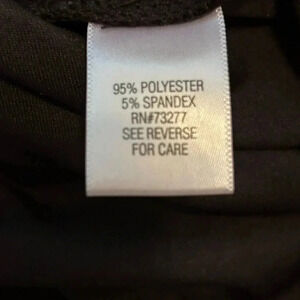 95% POLYESTER
5% SPANDEX
RN#73277
SEE REVERSE
FOR CARE